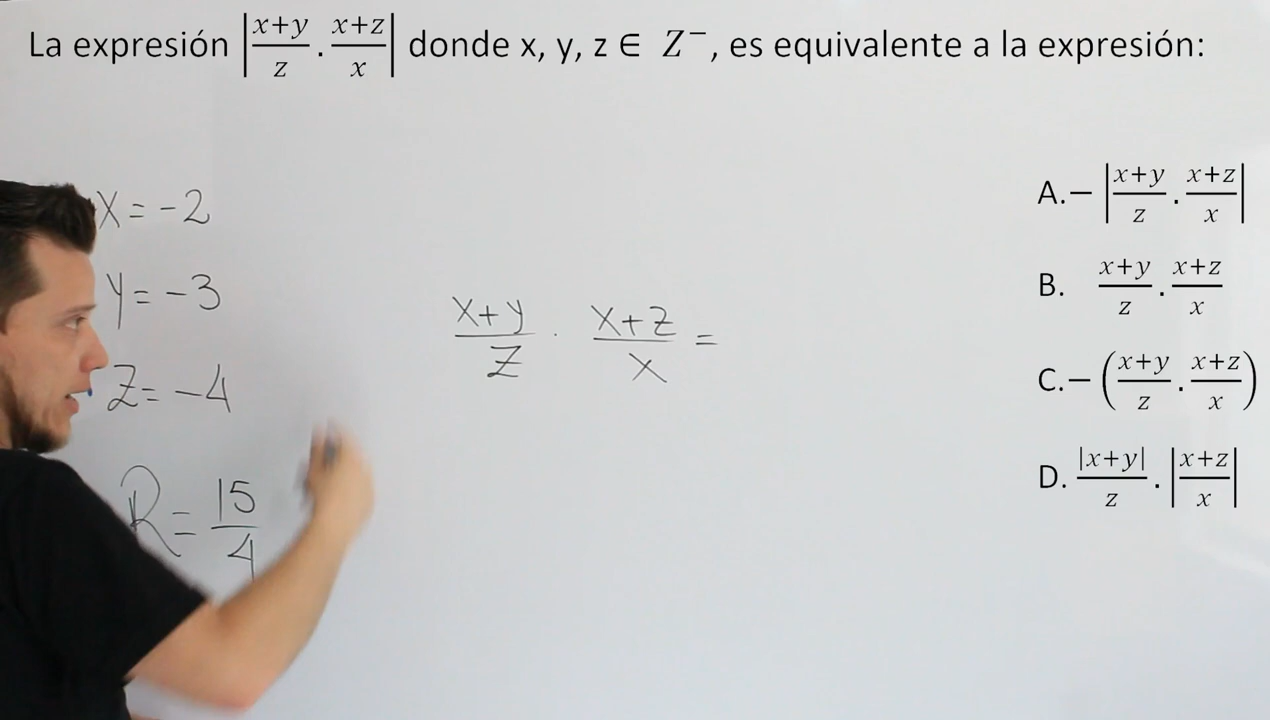 La expresión |x+y/z . x+z/x| donde x, y, z ∈ Z⁻, es equivalente a la expresión:
x = -2
y = -3
z = -4
R = 15/4
x+y/z · x+z/x =
A. – |x+y/z . x+z/x|
B. x+y/z . x+z/x
C. – (x+y/z . x+z/x)
D. |x+y|/z . |x+z/x|